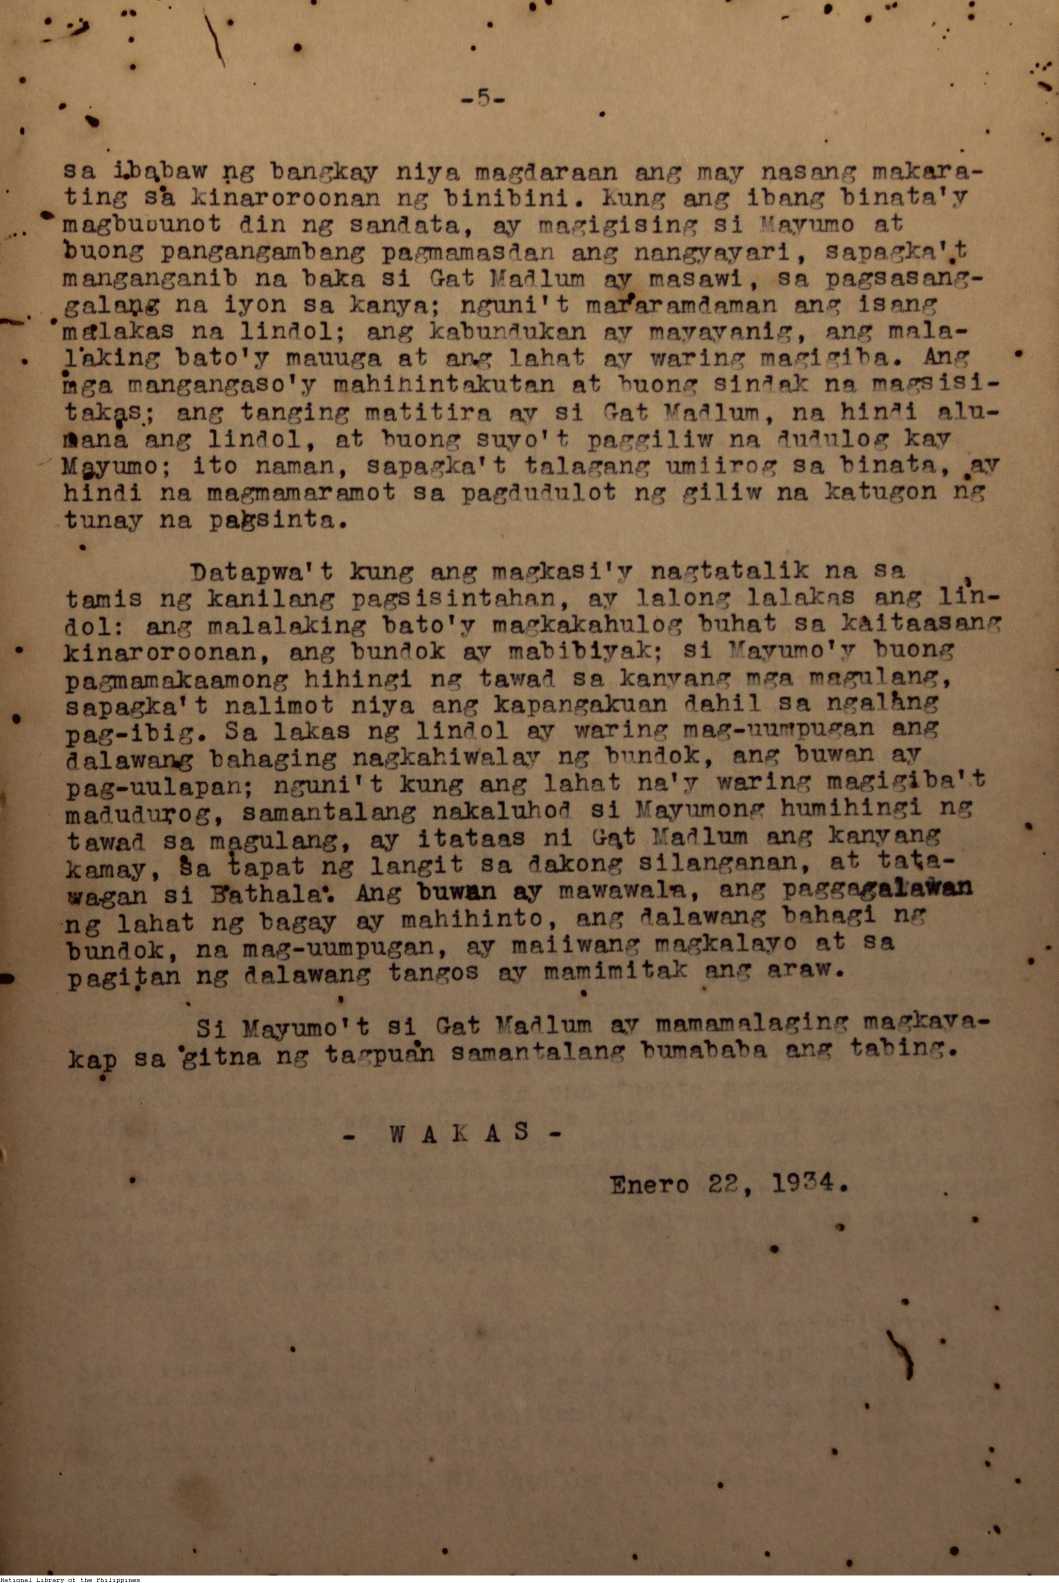 -5-
sa ibabaw ng bangkay niya magdaraan ang may nasang makara-
ting sa kinaroroonan ng binibini. Kung ang ibang binata'y
magbubunot din ng sandata, ay magigising si Mayumo at
buong pangangambang pagmamasdan ang nangyayari, sapagka't
manganganib na baka si Gat Madlum ay masawi, sa pagsasang-
galang na iyon sa kanya; nguni't mararamdaman ang isang
malakas na lindol; ang kabundukan ay mayayanig, ang mala-
laking bato'y mauuga at ang lahat ay waring magigiba. Ang
mga mangangaso'y mahihintakutan at buong sindak na magsisi-
takas; ang tanging matitira ay si Gat Madlum, na hindi alu-
mana ang lindol, at buong suyo't paggiliw na dudulog kay
Mayumo; ito naman, sapagka't talagang umiirog sa binata, ay
hindi na magmamaramot sa pagdudulot ng giliw na katugon ng
tunay na pagsinta.
Datapwa't kung ang magkasi'y nagtatalik na sa
tamis ng kanilang pagsisintahan, ay lalong lalakas ang lin-
dol: ang malalaking bato'y magkakahulog buhat sa kaitaasang
kinaroroonan, ang bundok ay mabibiyak; si Mayumo'y buong
pagmamakaamong hihingi ng tawad sa kanyang mga magulang,
sapagka't nalimot niya ang kapangakuan dahil sa ngalang
pag-ibig. Sa lakas ng lindol ay waring mag-uumpugan ang
dalawang bahaging nagkahiwalay ng bundok, ang buwan ay
pag-uulapan; nguni't kung ang lahat na'y waring magigiba't
madudurog, samantalang nakaluhod si Mayumong humihingi ng
tawad sa magulang, ay itataas ni Gat Madlum ang kanyang
kamay, sa tapat ng langit sa dakong silanganan, at tata-
wagan si Bathala. Ang buwan ay mawawala, ang paggagalawan
ng lahat ng bagay ay mahihinto, ang dalawang bahagi ng
bundok, na mag-uumpugan, ay maiiwang magkalayo at sa
pagitan ng dalawang tangos ay mamimitak ang araw.
Si Mayumo't si Gat Madlum ay mamamalaging magkaya-
kap sa gitna ng tagpuan samantalang bumababa ang tabing.
- W A K A S -
Enero 22, 1934.
National Library of the Philippines